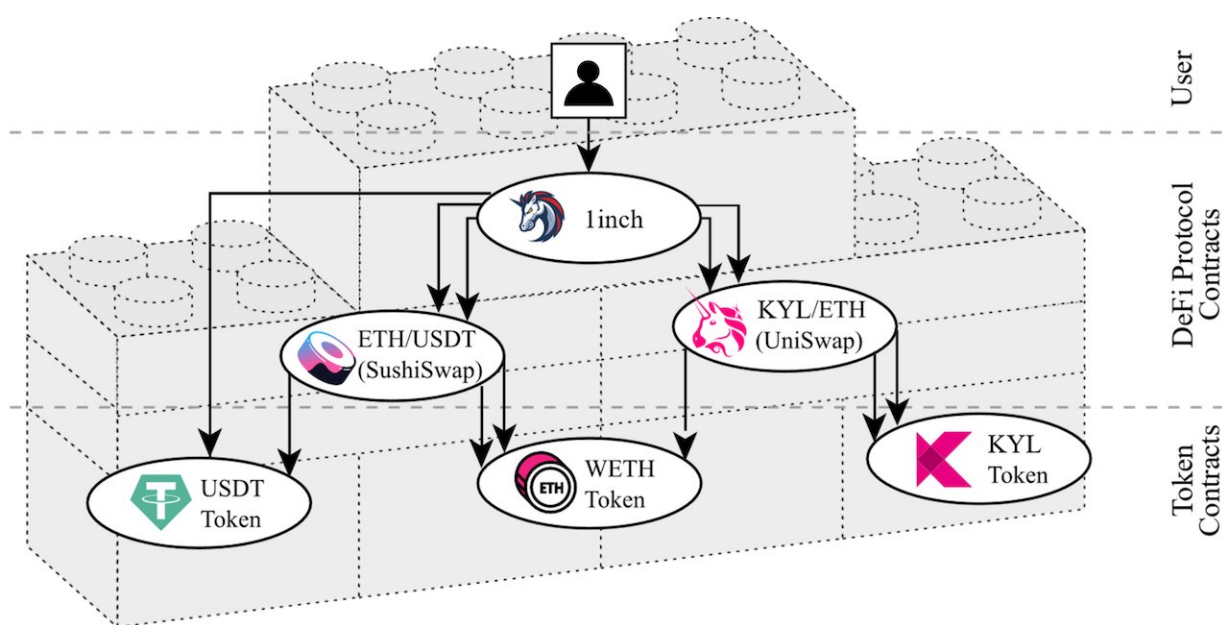 User
1inch
DeFi Protocol
Contracts
KYL/ETH
(UniSwap)
ETH/USDT
(SushiSwap)
USDT
Token
ETH
WETH
Token
KYL
Token
Token
Contracts